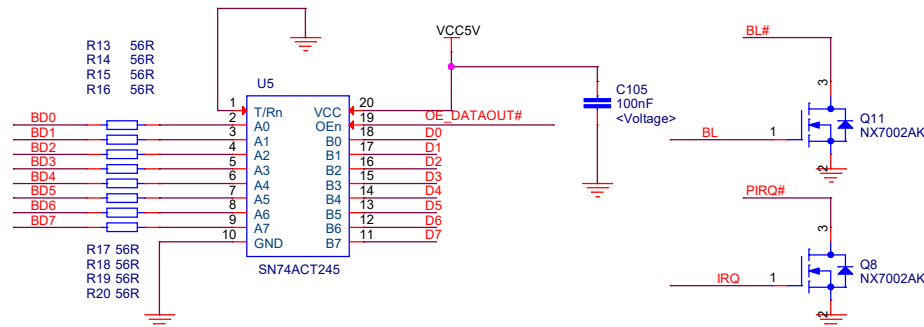 VCC5V
BL#
R13 56R
R14 56R
R15 56R
R16 56R
U5
C105
100nF
<Voltage>
3
Q11
NX7002AK
BL
1
2
1 T/Rn VCC 20
BD0 2 A0 OEn 19 OE_DATAOUT#
BD1 3 A1 B0 18 D0
BD2 4 A2 B1 17 D1
BD3 5 A3 B2 16 D2
BD4 6 A4 B3 15 D3
BD5 7 A5 B4 14 D4
BD6 8 A6 B5 13 D5
BD7 9 A7 B6 12 D6
10 GND B7 11 D7
SN74ACT245
R17 56R
R18 56R
R19 56R
R20 56R
PIRQ#
3
Q8
NX7002AK
IRQ
1
2